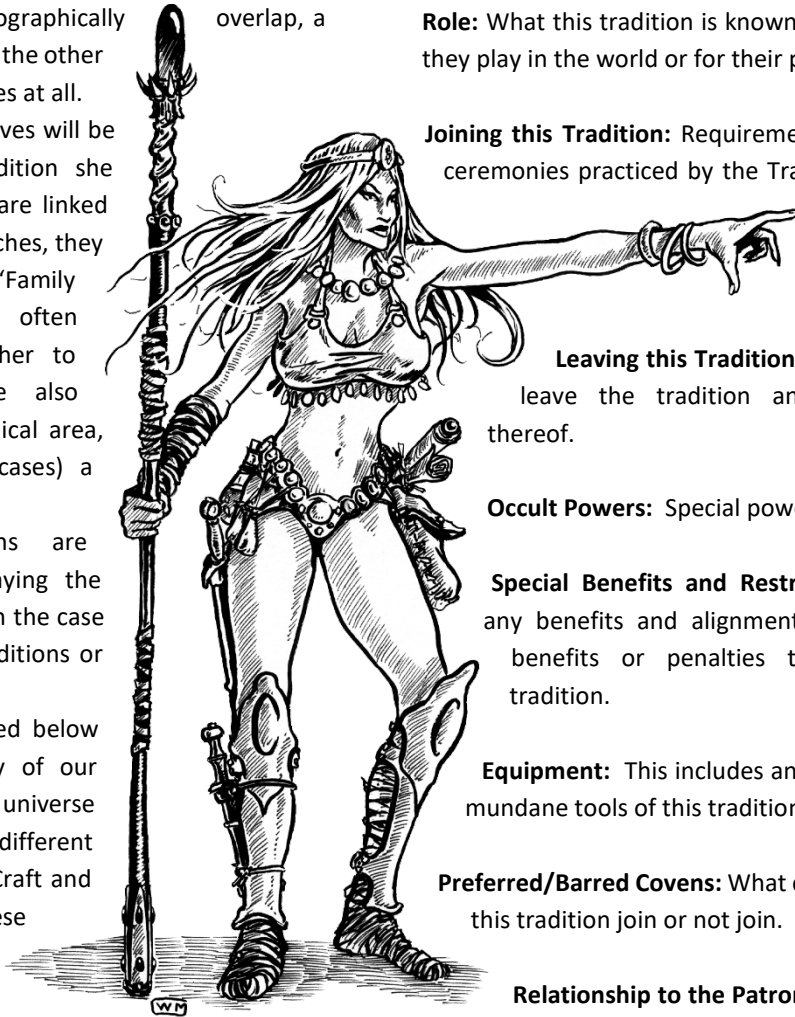 ographically overlap, a
the other
es at all.
ves will be
dition she
are linked
ches, they
‘Family
often
her to
e also
ical area,
cases) a
ns are
aying the
n the case
ditions or
ed below
y of our
universe
different
Craft and
ese
Role: What this tradition is known
they play in the world or for their p
Joining this Tradition: Requireme
ceremonies practiced by the Tra
Leaving this Tradition
leave the tradition an
thereof.
Occult Powers: Special powe
Special Benefits and Restr
any benefits and alignment
benefits or penalties t
tradition.
Equipment: This includes an
mundane tools of this tradition
Preferred/Barred Covens: What c
this tradition join or not join.
Relationship to the Patron
WM